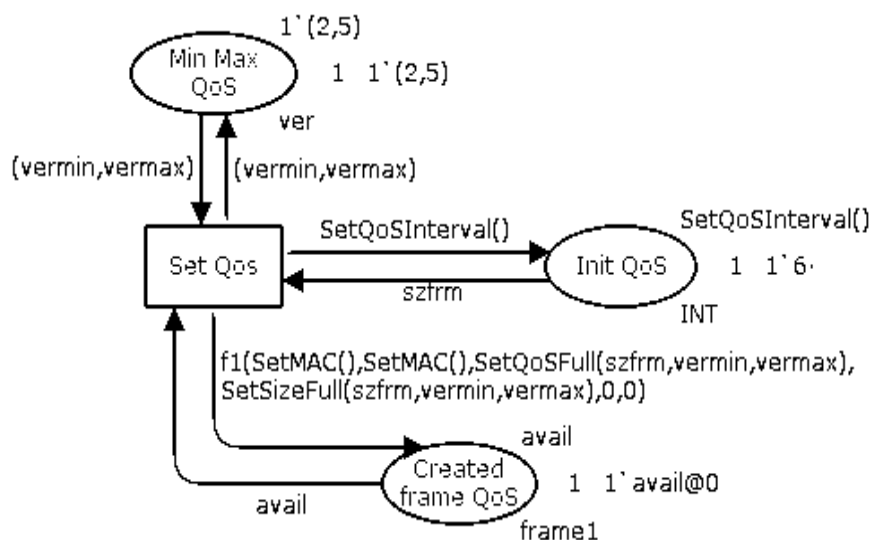 1`(2,5)
Min Max
QoS
1 1`(2,5)
ver
(vermin,vermax)
(vermin,vermax)
SetQoSInterval()
SetQoSInterval()
Set Qos
Init QoS
1 1`6
szfrm
INT
f1(SetMAC(),SetMAC(),SetQoSFull(szfrm,vermin,vermax),
SetSizeFull(szfrm,vermin,vermax),0,0)
avail
Created
frame QoS
1 1`avail@0
avail
frame1